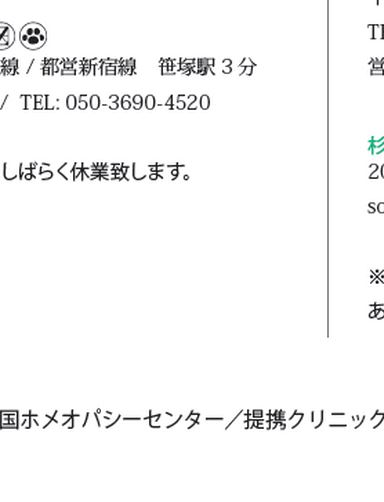 線 / 都営新宿線　笹塚駅 3 分
/ TEL: 050-3690-4520
しばらく休業致します。
T
営
杉
20
so
※
あ
国ホメオパシーセンター／提携クリニック